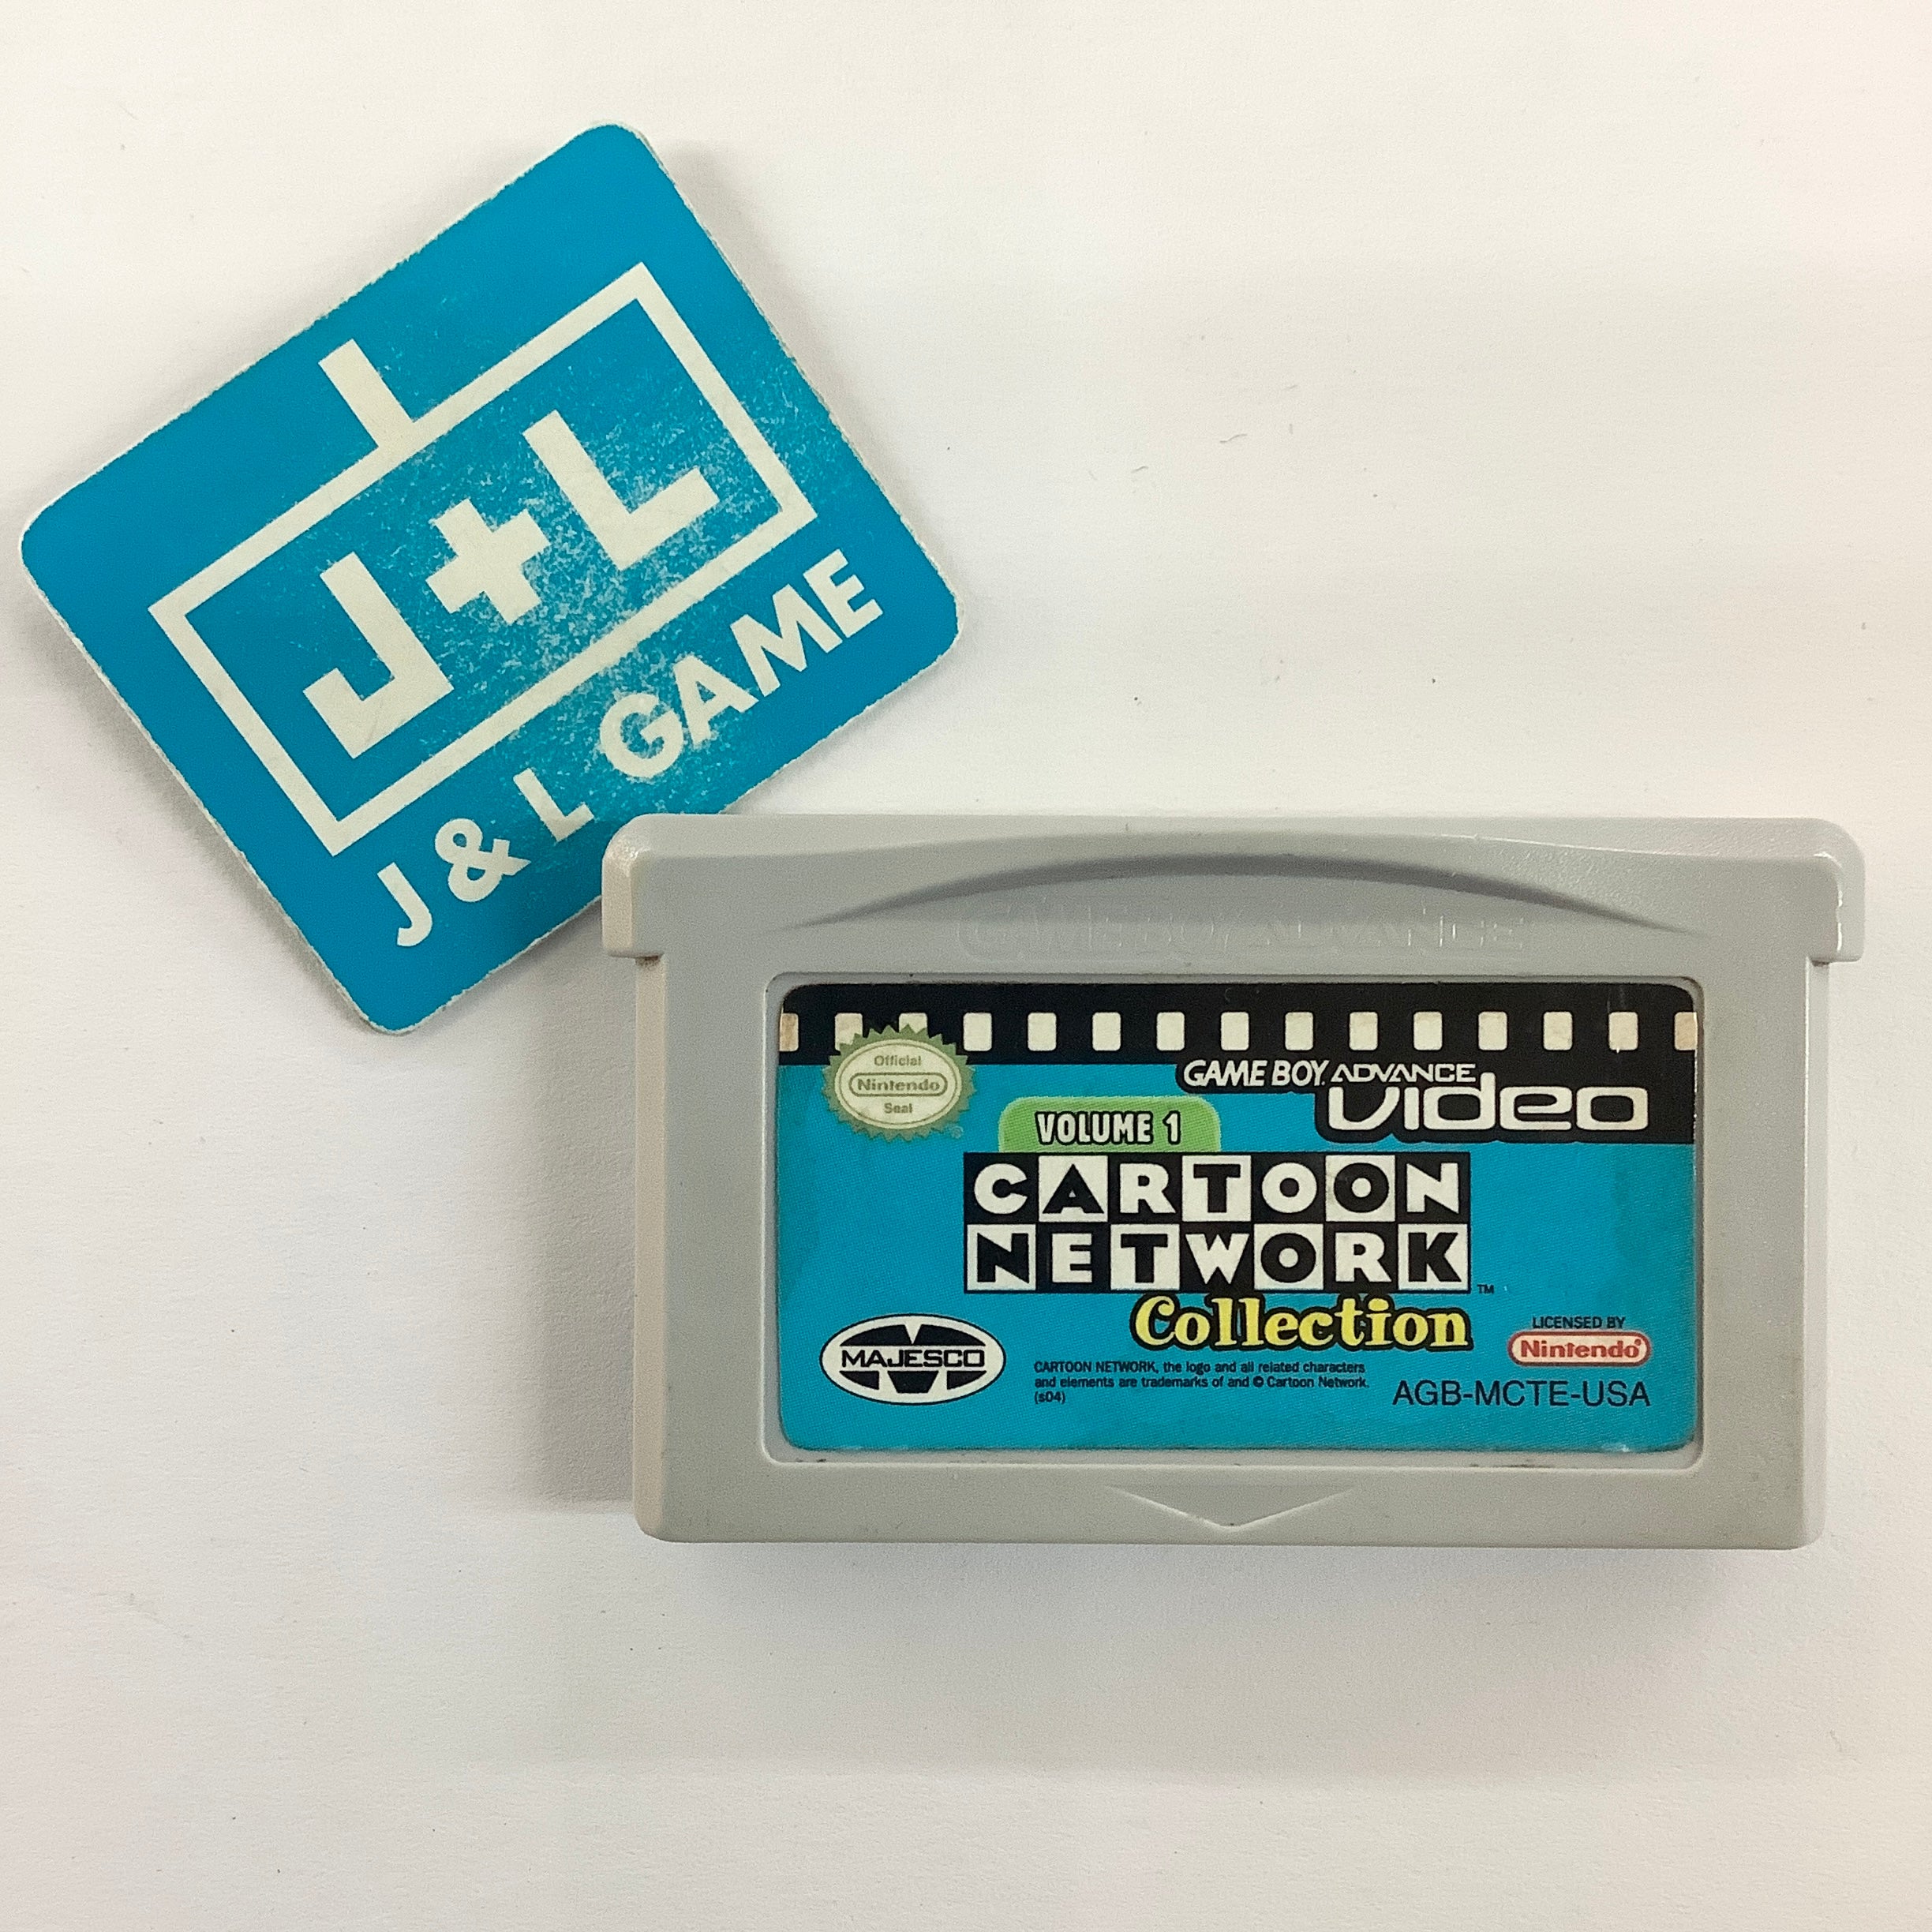 J+L
J & L GAME
GAME BOY ADVANCE
Official
Nintendo
Seal
GAME BOY ADVANCE
video
VOLUME 1
CARTOON
NETWORK™
Collection
MAJESCO
CARTOON NETWORK, the logo and all related characters
and elements are trademarks of and © Cartoon Network.
(s04)
LICENSED BY
Nintendo®
AGB-MCTE-USA